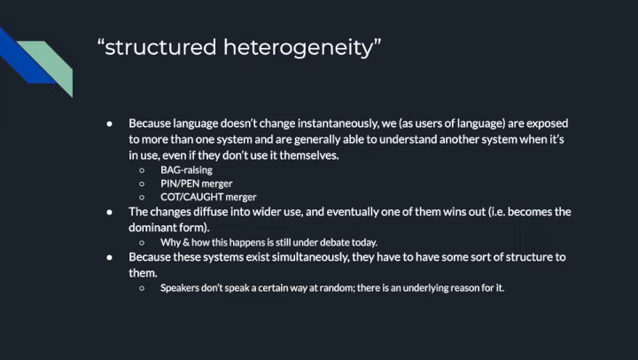 “structured heterogeneity”
● Because language doesn’t change instantaneously, we (as users of language) are exposed
to more than one system and are generally able to understand another system when it’s
in use, even if they don’t use it themselves.
○ BAG-raising
○ PIN/PEN merger
○ COT/CAUGHT merger
● The changes diffuse into wider use, and eventually one of them wins out (i.e. becomes the
dominant form).
○ Why & how this happens is still under debate today.
● Because these systems exist simultaneously, they have to have some sort of structure to
them.
○ Speakers don’t speak a certain way at random; there is an underlying reason for it.